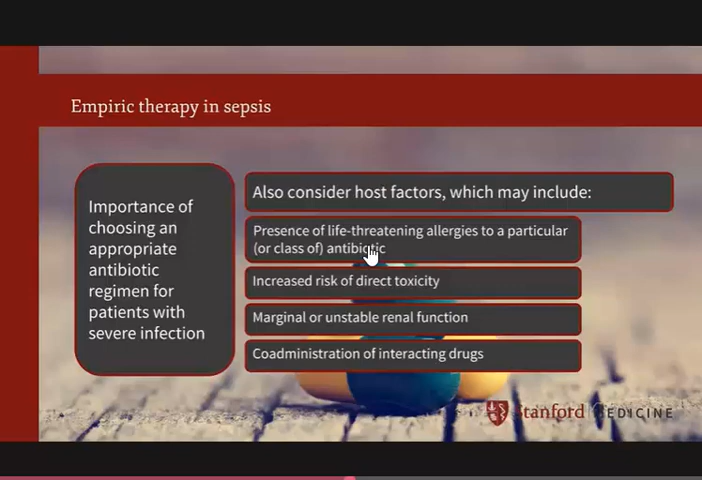 Empiric therapy in sepsis
Importance of
choosing an
appropriate
antibiotic
regimen for
patients with
severe infection
Also consider host factors, which may include:
Presence of life-threatening allergies to a particular
(or class of) antibiotic
Increased risk of direct toxicity
Marginal or unstable renal function
Coadministration of interacting drugs
Stanford MEDICINE